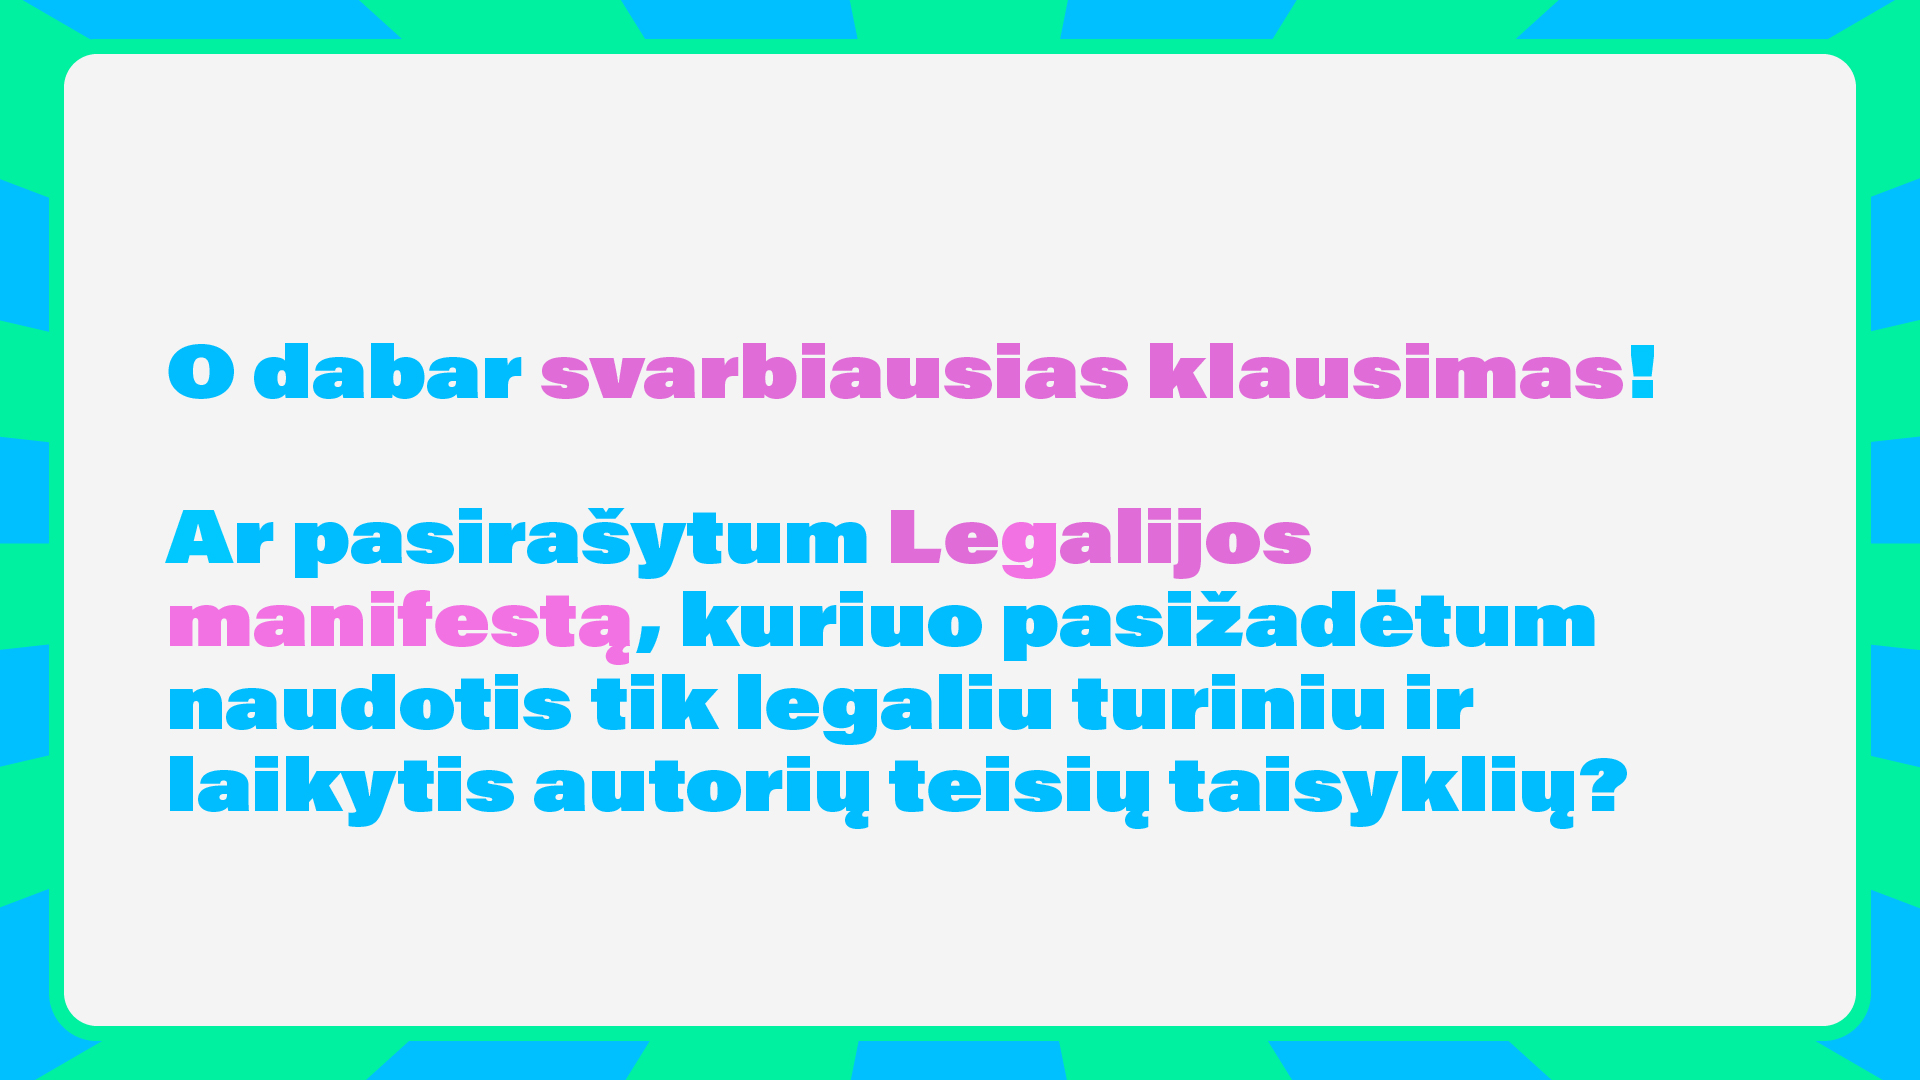 O dabar svarbiausias klausimas!
Ar pasirašytum Legalijos
manifestą, kuriuo pasižadėtum
naudotis tik legaliu turiniu ir
laikytis autorių teisių taisyklių?